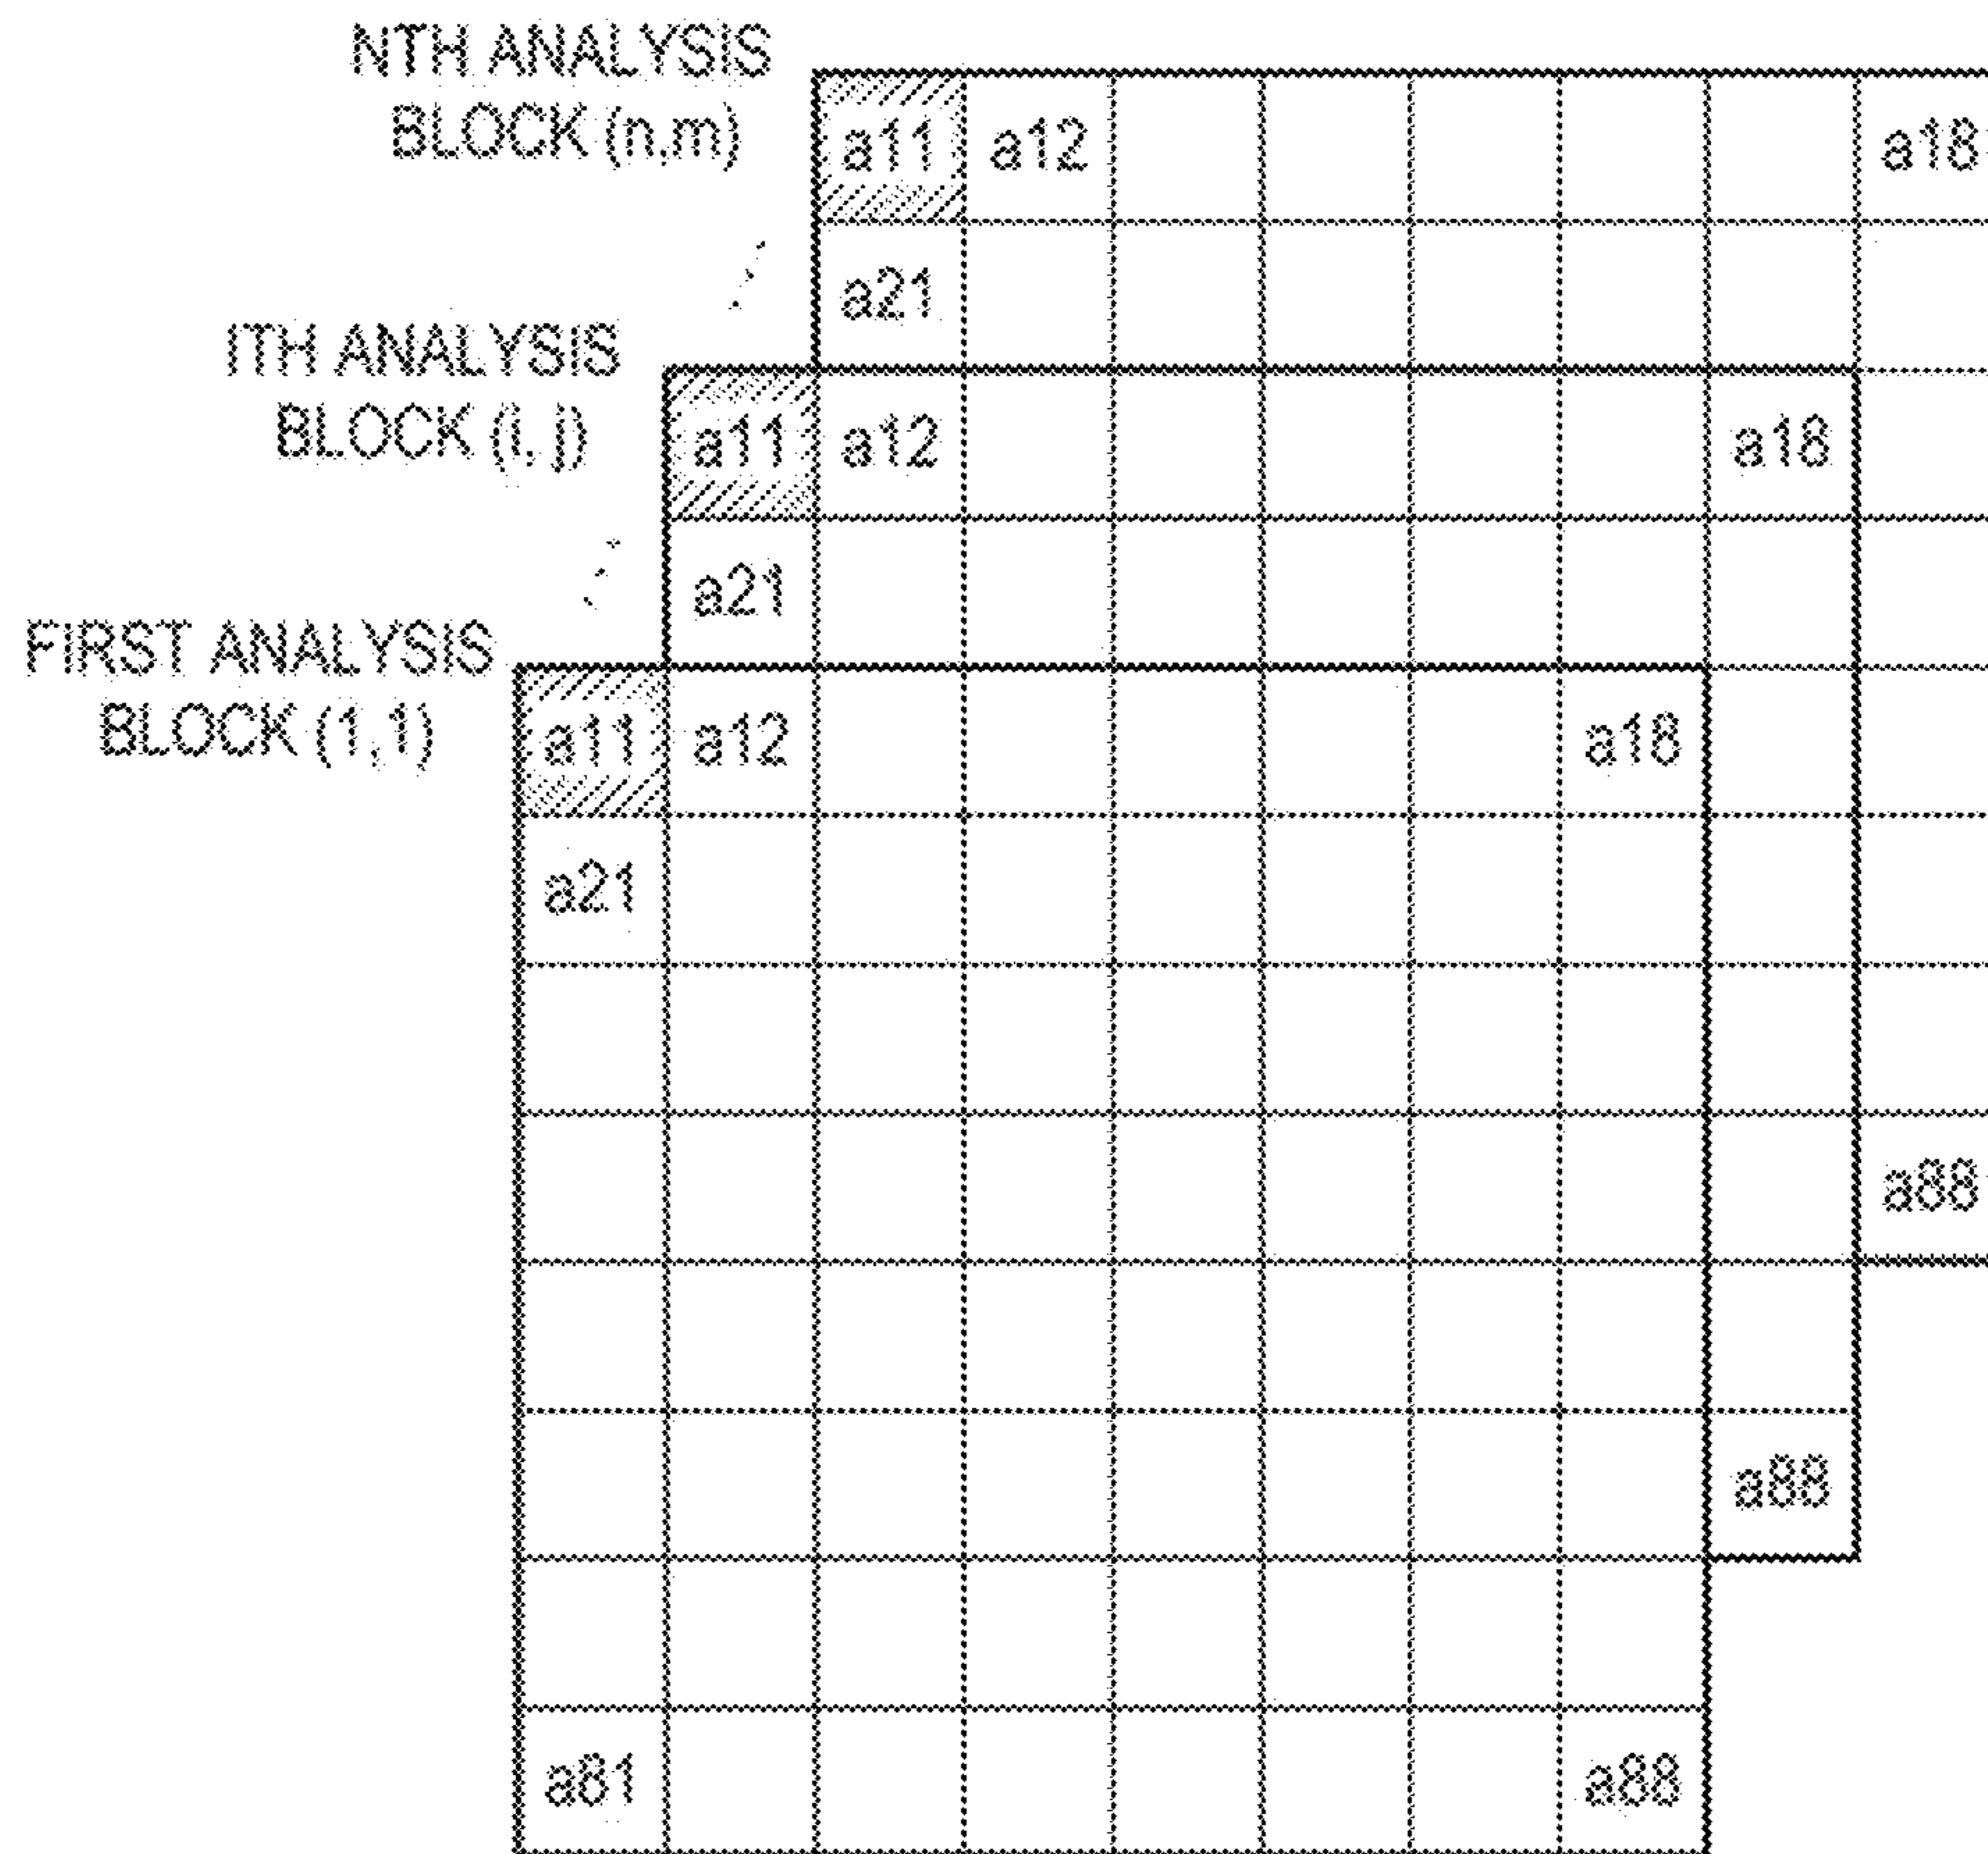 NTH ANALYSIS
BLOCK (n,m)
a11 a12 a18
a21
ITH ANALYSIS
BLOCK (i, j)
a11 a12 a18
a21
FIRST ANALYSIS
BLOCK (1,1)
a11 a12 a18
a21
a88
a88
a81 a88